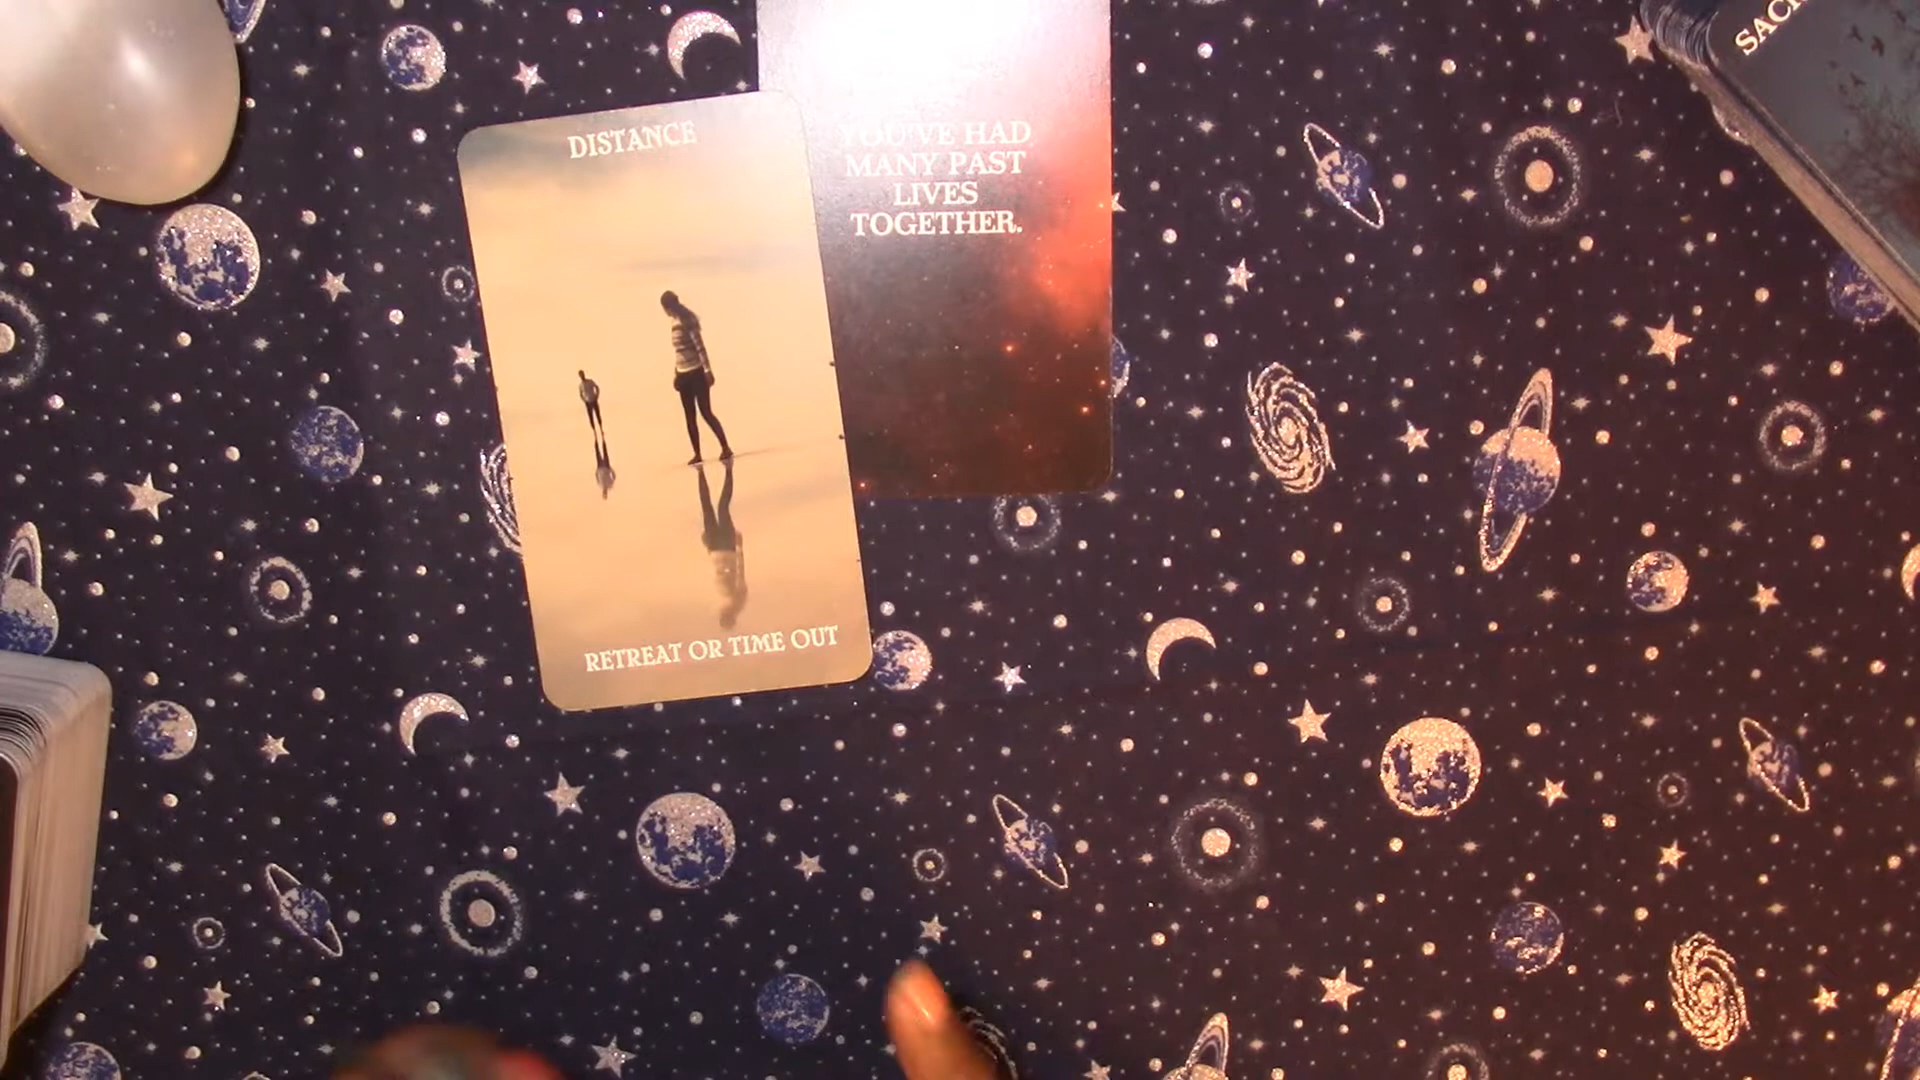 DISTANCE
RETREAT OR TIME OUT
YOU'VE HAD
MANY PAST
LIVES
TOGETHER.